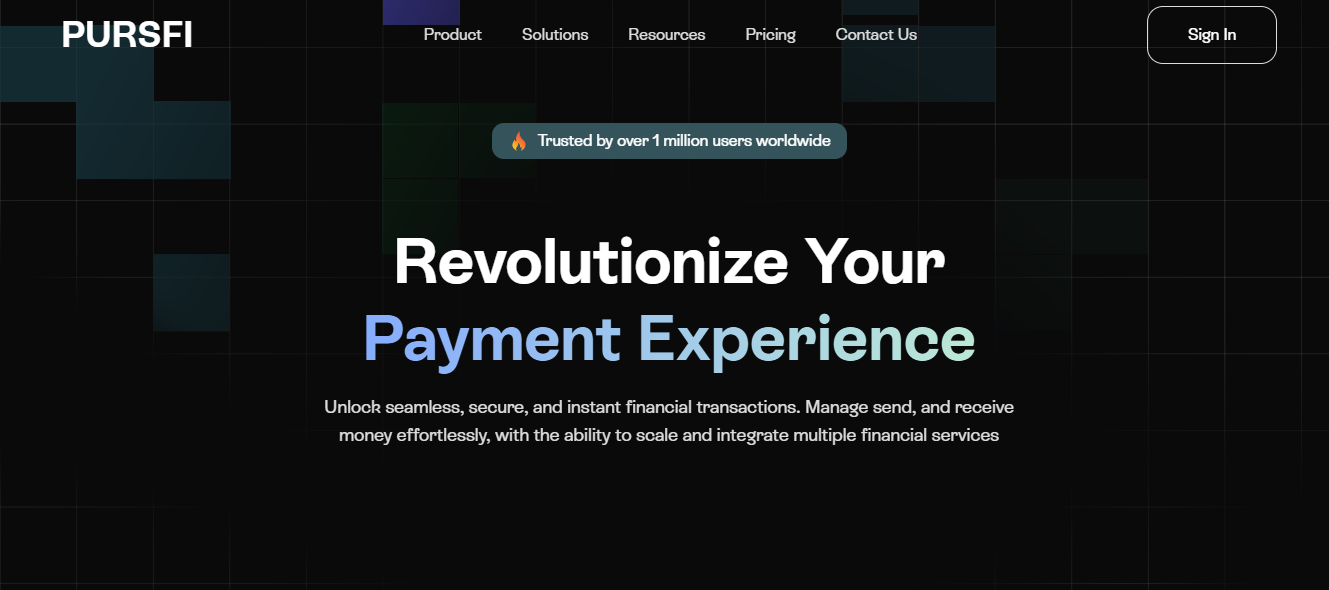 PURSFI
Product Solutions Resources Pricing Contact Us
Sign In
🔥 Trusted by over 1 million users worldwide
Revolutionize Your
Payment Experience
Unlock seamless, secure, and instant financial transactions. Manage send, and receive
money effortlessly, with the ability to scale and integrate multiple financial services